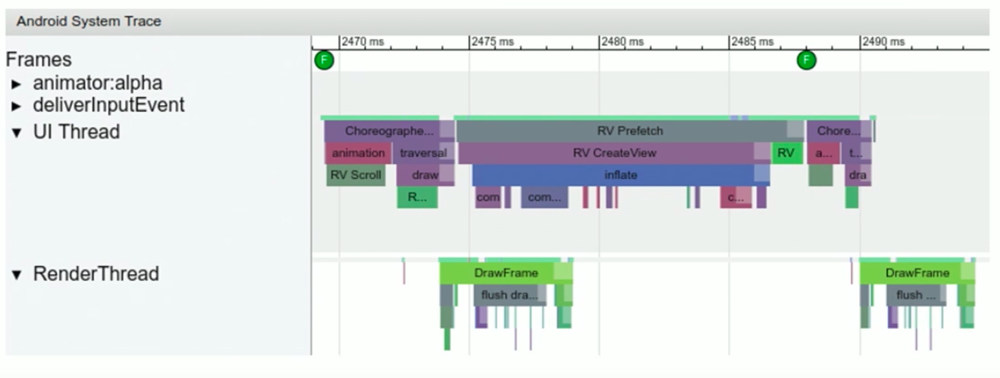 Android System Trace
2470 ms 2475 ms 2480 ms 2485 ms 2490 ms
Frames F F
▶ animator:alpha
▶ deliverInputEvent
▼ UI Thread Choreographe... RV Prefetch Chore...
animation traversal RV CreateView RV a... t...
RV Scroll draw inflate dra
R... com com... c...
▼ RenderThread DrawFrame DrawFrame
flush dra... flush ...